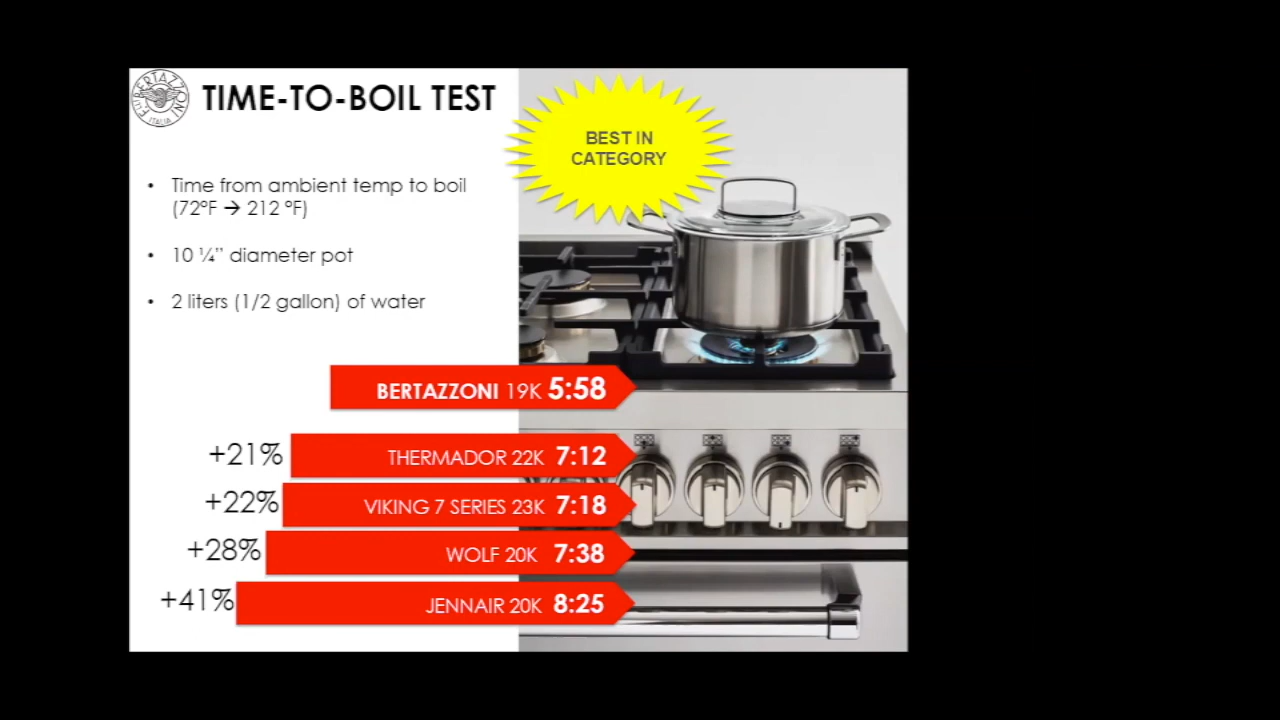 TIME-TO-BOIL TEST
BEST IN
CATEGORY
• Time from ambient temp to boil
(72°F → 212 °F)
• 10 ¼” diameter pot
• 2 liters (1/2 gallon) of water
BERTAZZONI 19K 5:58
+21% THERMADOR 22K 7:12
+22% VIKING 7 SERIES 23K 7:18
+28% WOLF 20K 7:38
+41% JENNAIR 20K 8:25